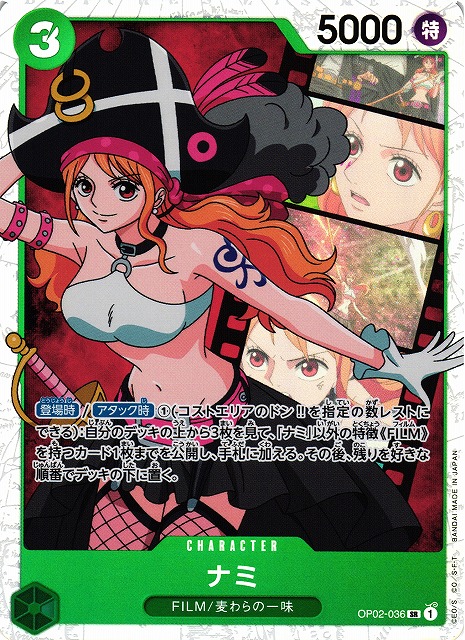 3
5000 特
登場時 / アタック時 ①(コストエリアのドン!!を指定の数レストに
できる):自分のデッキの上から3枚を見て、「ナミ」以外の特徴《FILM》
を持つカード1枚までを公開し、手札に加える。その後、残りを好きな
順番でデッキの下に置く。
CHARACTER
ナミ
FILM/麦わらの一味
OP02-036 SR 1
©E.O./S. ©O./S.・F.T BANDAI MADE IN JAPAN